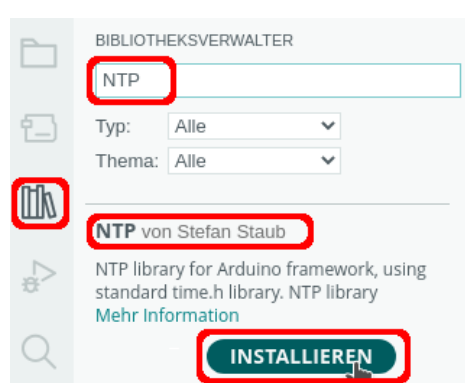 BIBLIOTHEKSVERWALTER
NTP
Typ: Alle
Thema: Alle
NTP von Stefan Staub
NTP library for Arduino framework, using
standard time.h library. NTP library
Mehr Information
INSTALLIEREN